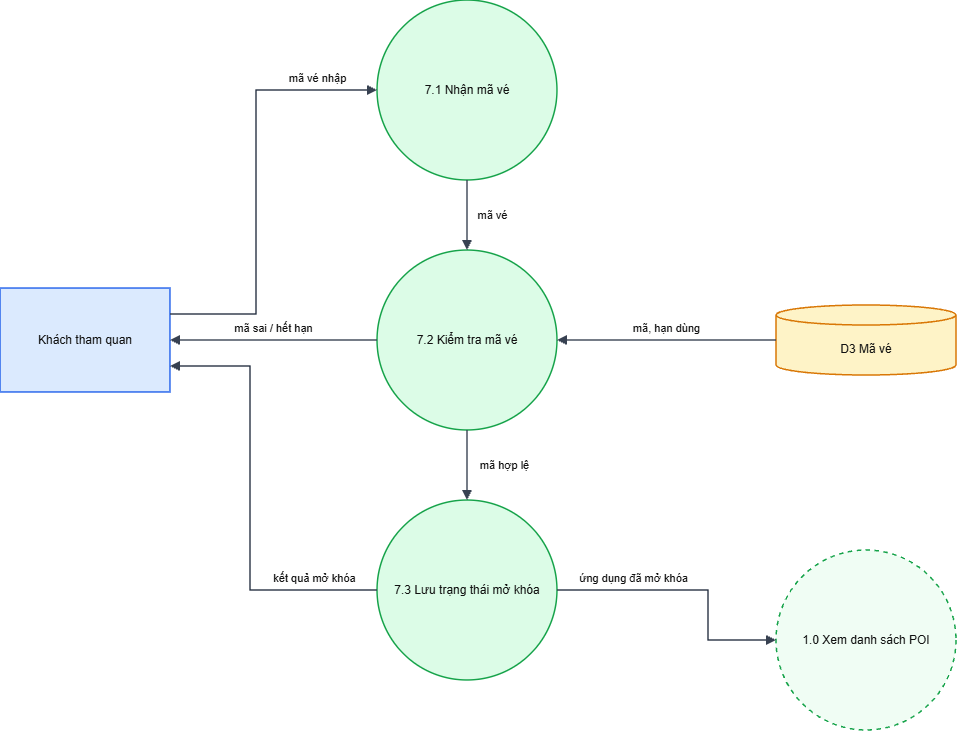 mã vé nhập
7.1 Nhận mã vé
mã vé
Khách tham quan
mã sai / hết hạn
7.2 Kiểm tra mã vé
mã, hạn dùng
D3 Mã vé
mã hợp lệ
kết quả mở khóa
7.3 Lưu trạng thái mở khóa
ứng dụng đã mở khóa
1.0 Xem danh sách POI